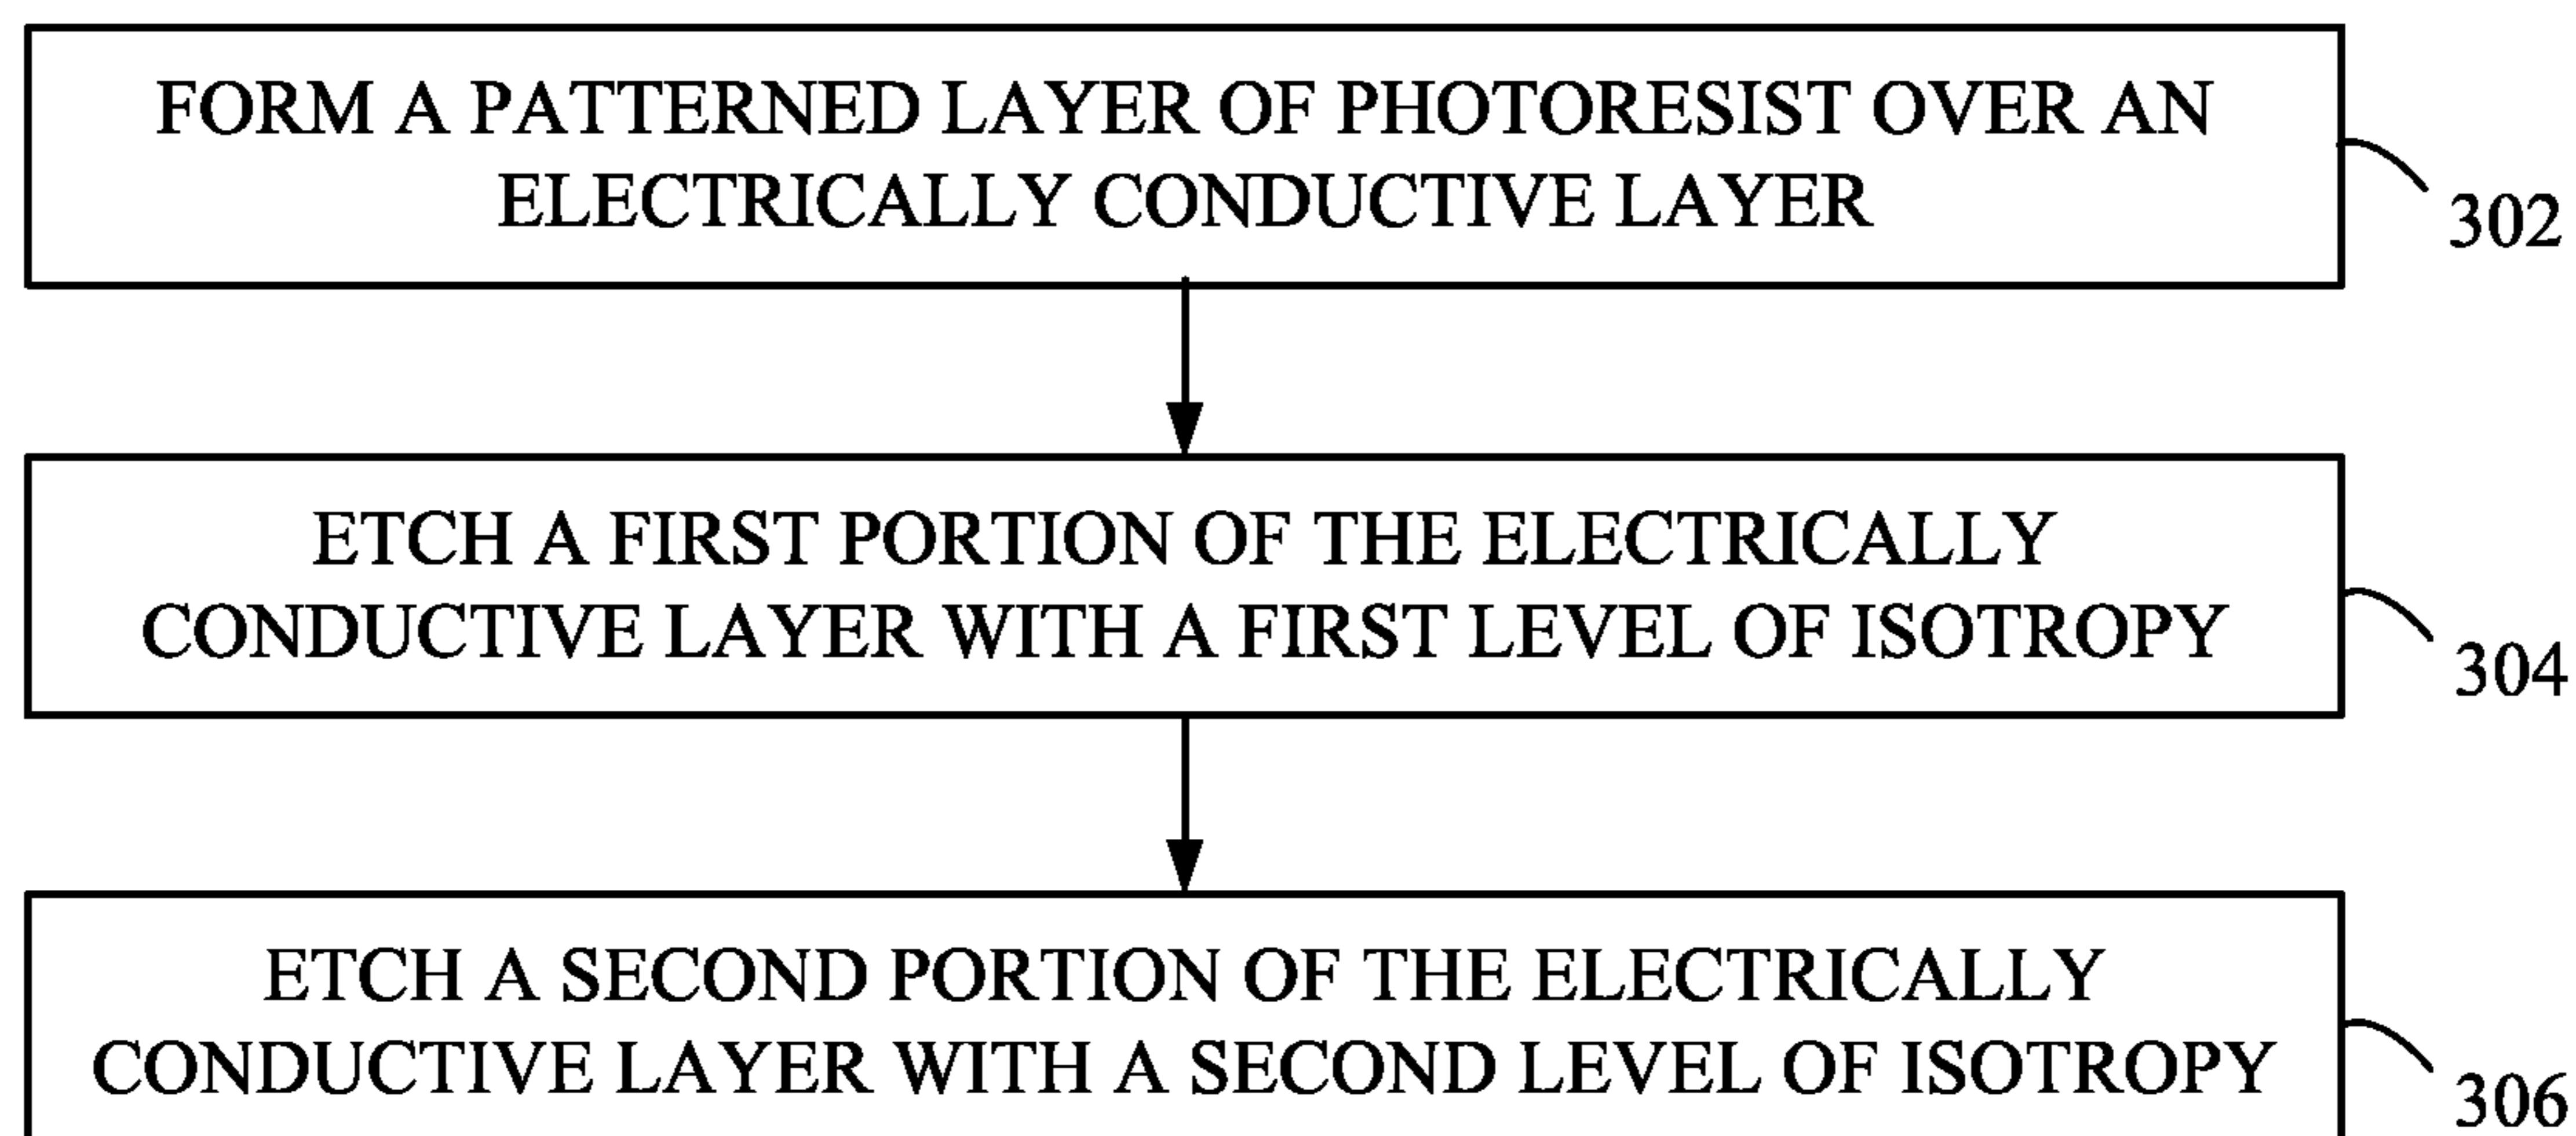 FORM A PATTERNED LAYER OF PHOTORESIST OVER AN
ELECTRICALLY CONDUCTIVE LAYER
302
ETCH A FIRST PORTION OF THE ELECTRICALLY
CONDUCTIVE LAYER WITH A FIRST LEVEL OF ISOTROPY
304
ETCH A SECOND PORTION OF THE ELECTRICALLY
CONDUCTIVE LAYER WITH A SECOND LEVEL OF ISOTROPY
306